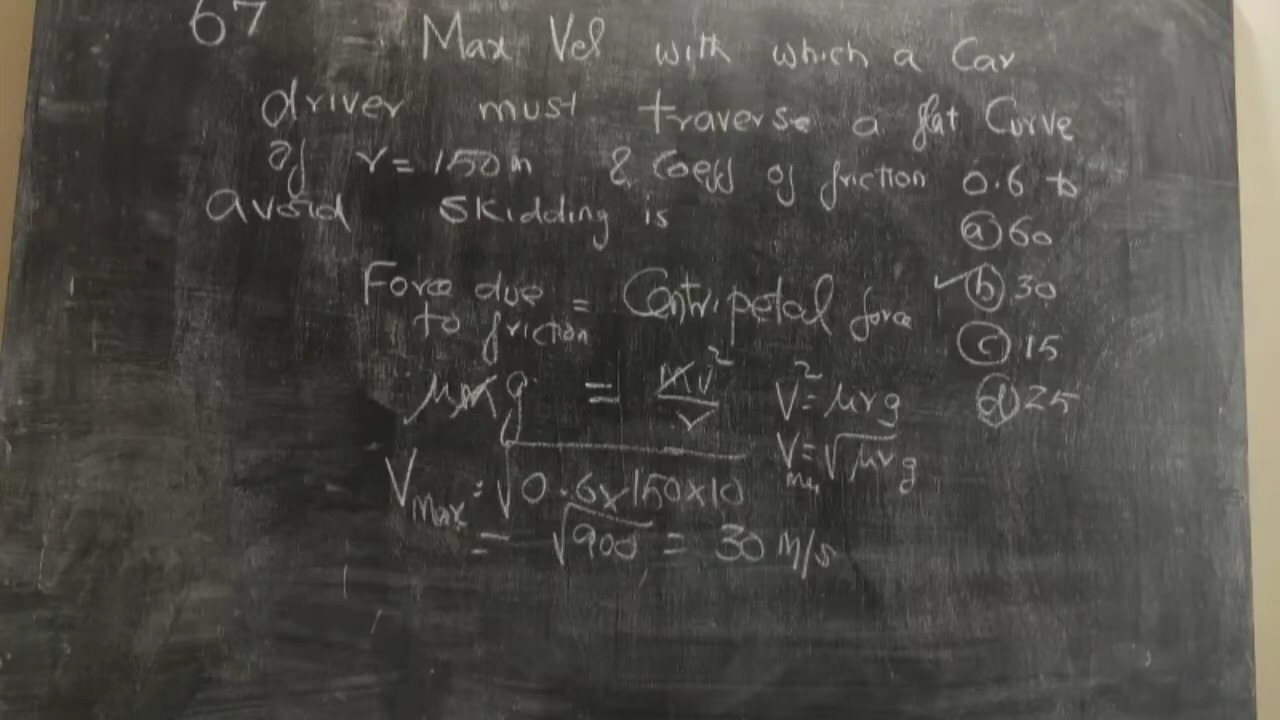 67 - Max Vel with which a Car
driver must traverse a flat Curve
of r = 150 m & Coeff of friction 0.6 to
avoid skidding is
(a) 60
(b) 30
(c) 15
(d) 25
Force due to friction = Centripetal force
μmg = mv²/r
V² = μrg
V = √μrg
VMax = √0.6x150x10
= √900 = 30 m/s